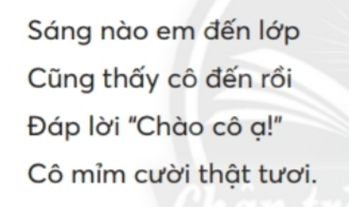 Sáng nào em đến lớp
Cũng thấy cô đến rồi
Đáp lời "Chào cô ạ!"
Cô mỉm cười thật tươi.